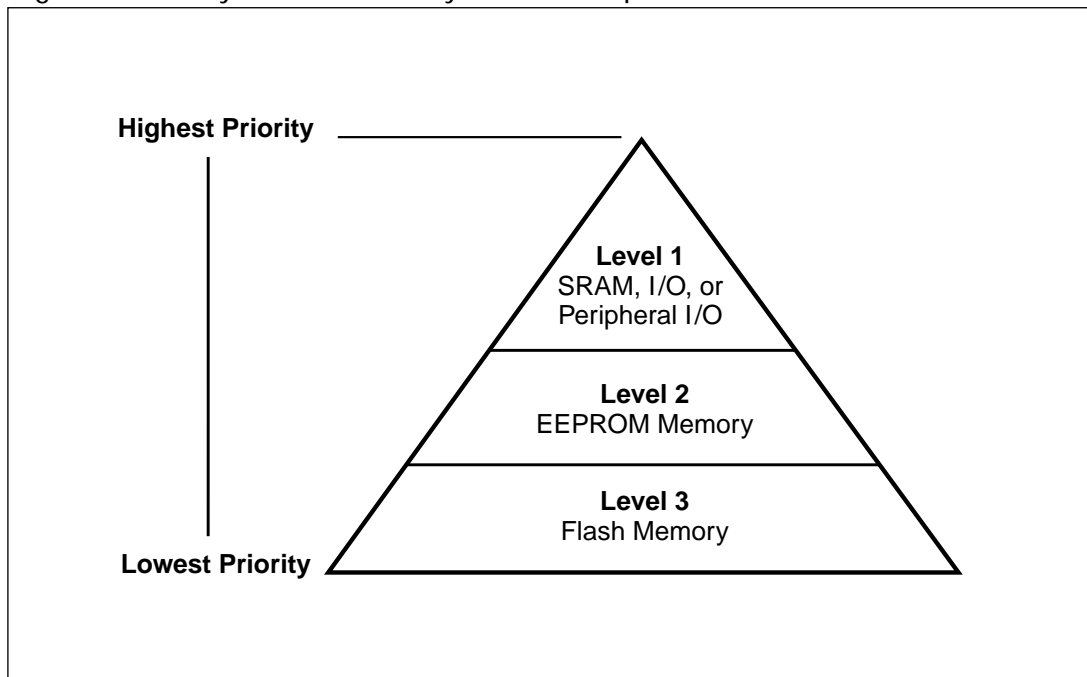 Highest Priority
Level 1
SRAM, I/O, or
Peripheral I/O
Level 2
EEPROM Memory
Level 3
Flash Memory
Lowest Priority